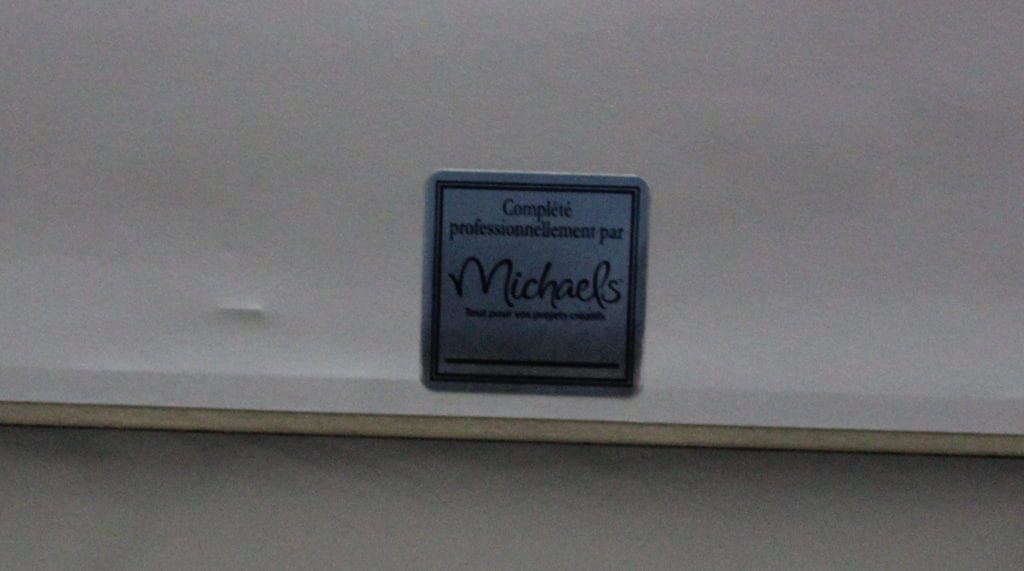 Complété
professionnellement par
Michaels
Tout pour vos projets créatifs